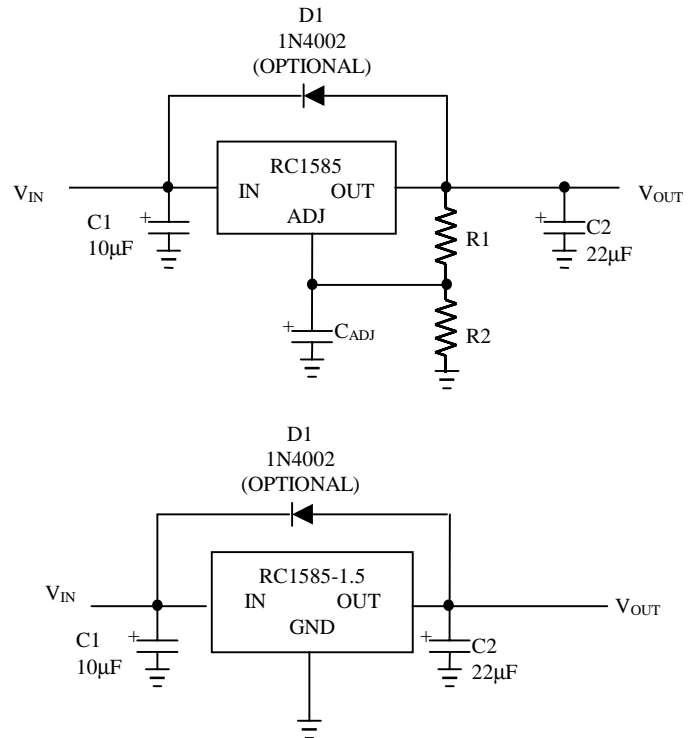 D1
1N4002
(OPTIONAL)
RC1585
V_IN
IN OUT
V_OUT
ADJ
C1
10µF
+
R1
+
C2
22µF
+
C_ADJ
R2
D1
1N4002
(OPTIONAL)
RC1585-1.5
V_IN
IN OUT
V_OUT
GND
C1
10µF
+
+
C2
22µF